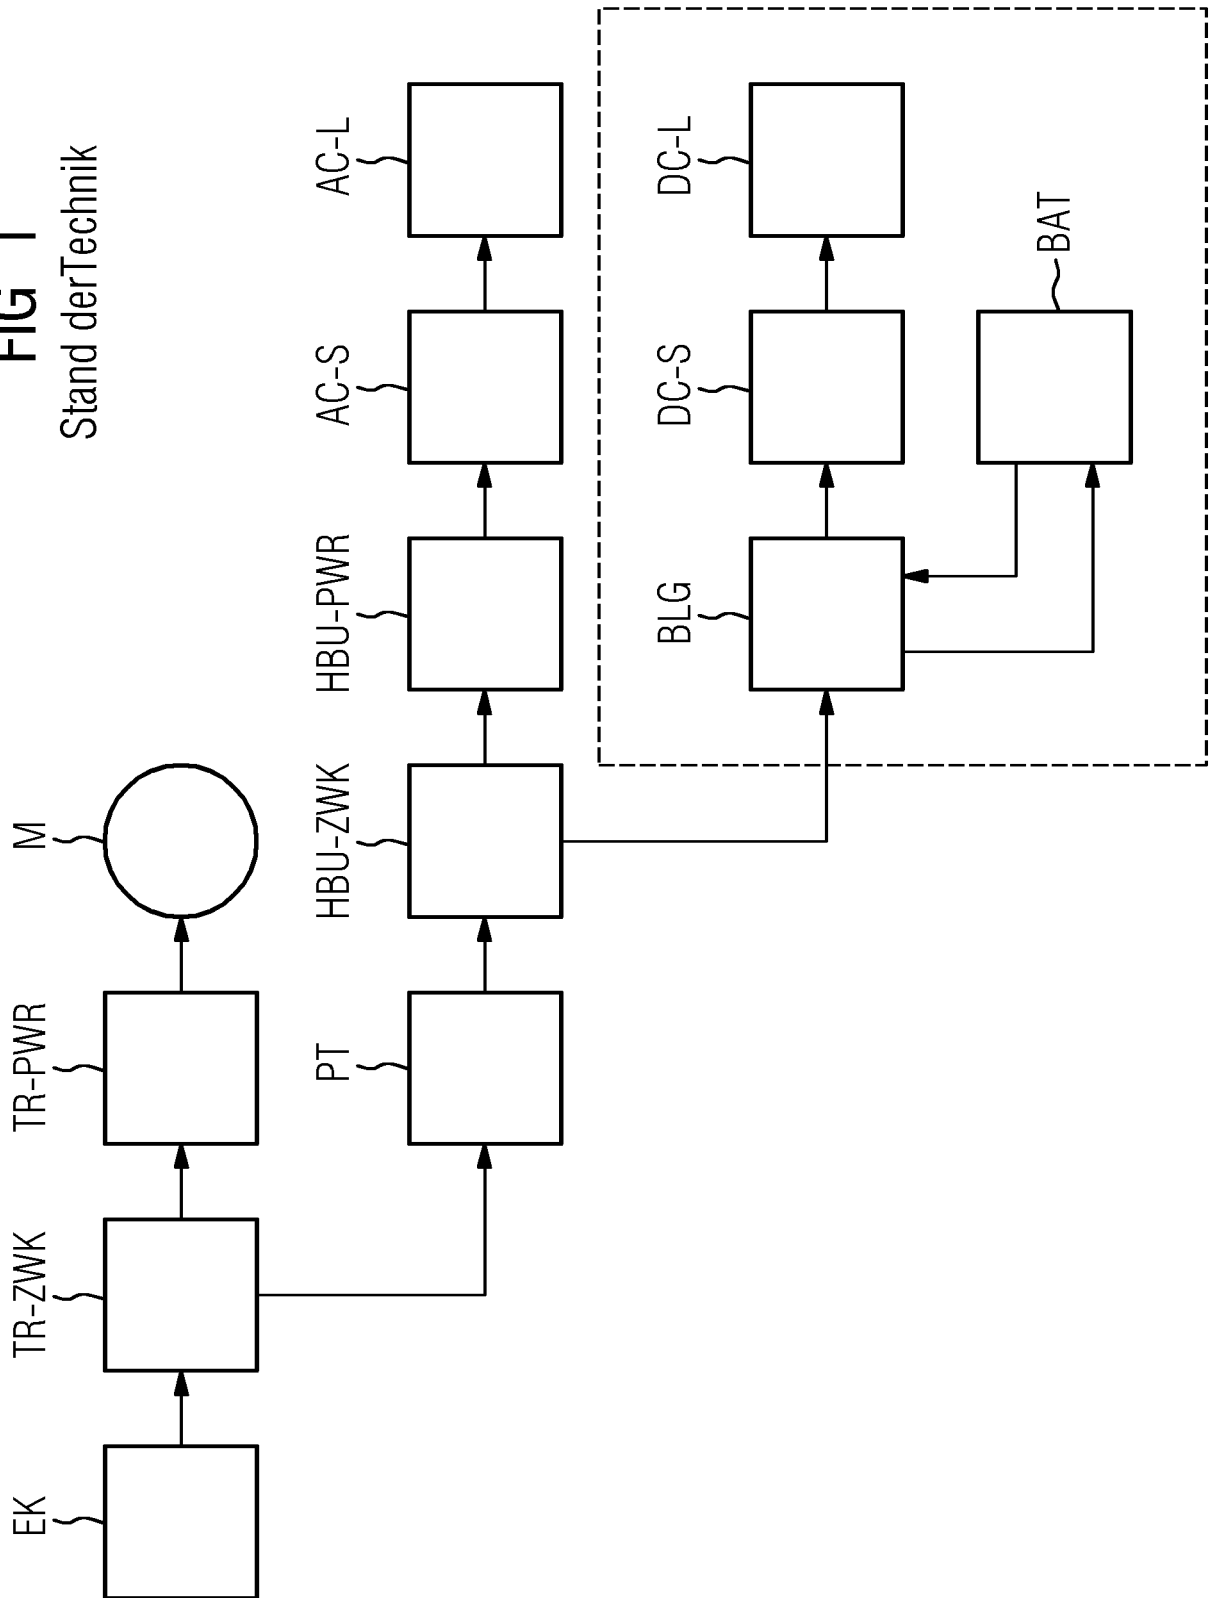 FIG 1
Stand derTechnik
EK
TR-ZWK
TR-PWR
M
PT
HBU-ZWK
HBU-PWR
AC-S
AC-L
BLG
DC-S
DC-L
BAT